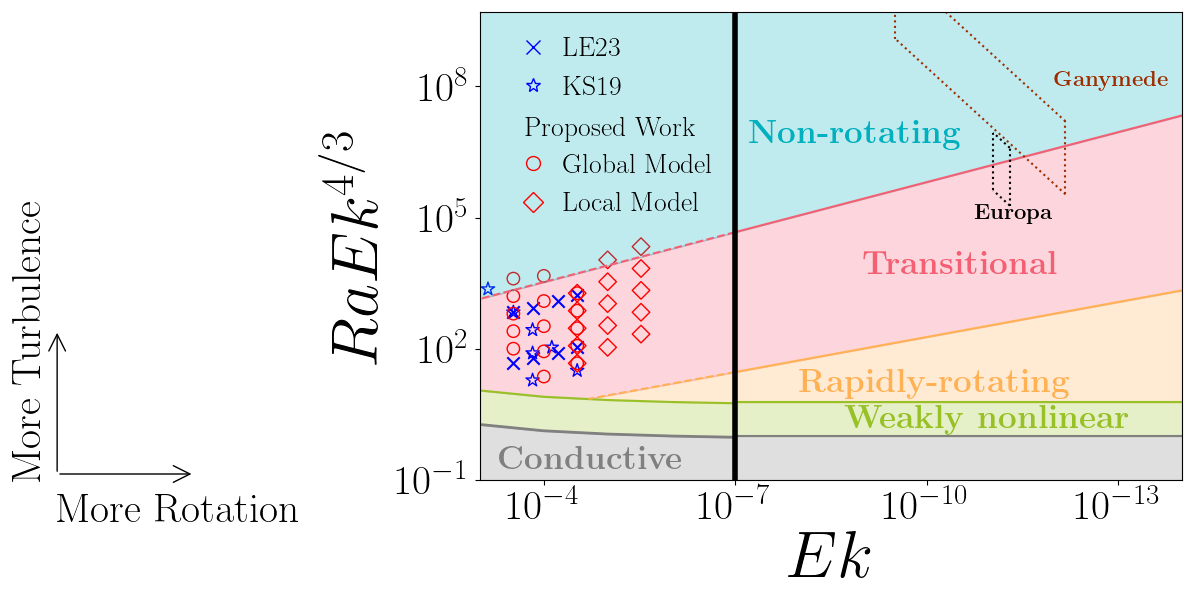 LE23
KS19
Proposed Work
Global Model
Local Model
Ganymede
Non-rotating
Europa
Transitional
Rapidly-rotating
Weakly nonlinear
Conductive
10^8
10^5
10^2
10^{-1}
RaEk^{4/3}
10^{-4}
10^{-7}
10^{-10}
10^{-13}
Ek
More Turbulence
More Rotation